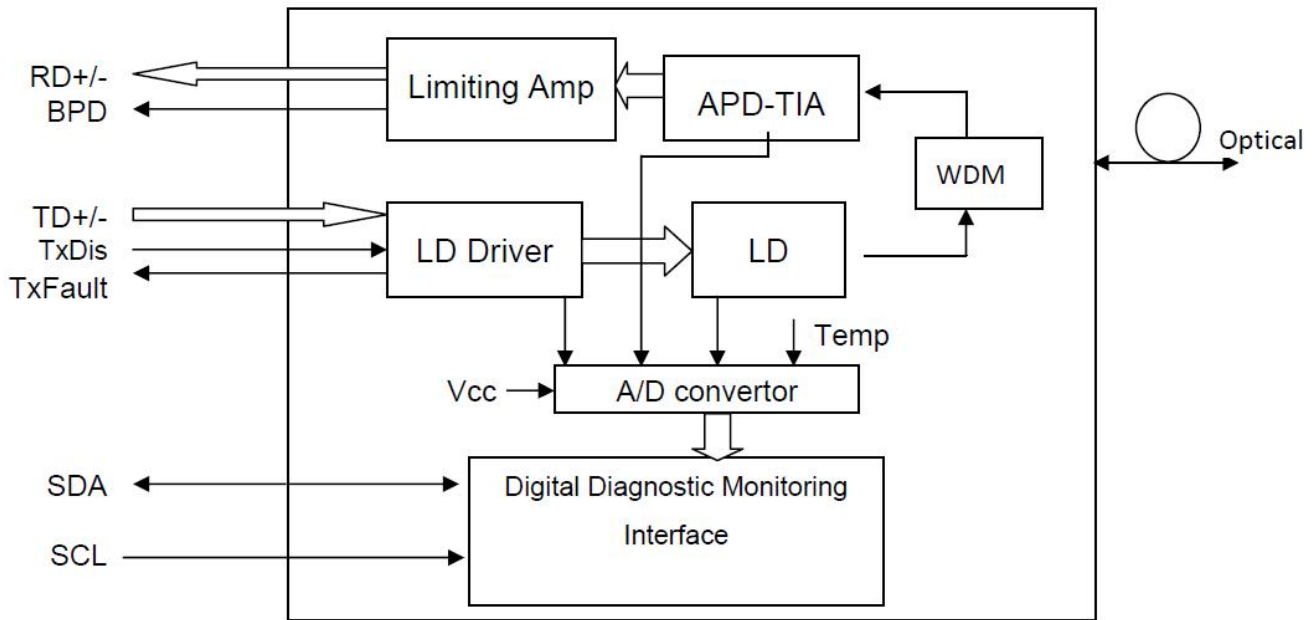 RD+/-
BPD
Limiting Amp
APD-TIA
WDM
Optical
TD+/-
TxDis
TxFault
LD Driver
LD
Temp
Vcc
A/D convertor
SDA
SCL
Digital Diagnostic Monitoring
Interface